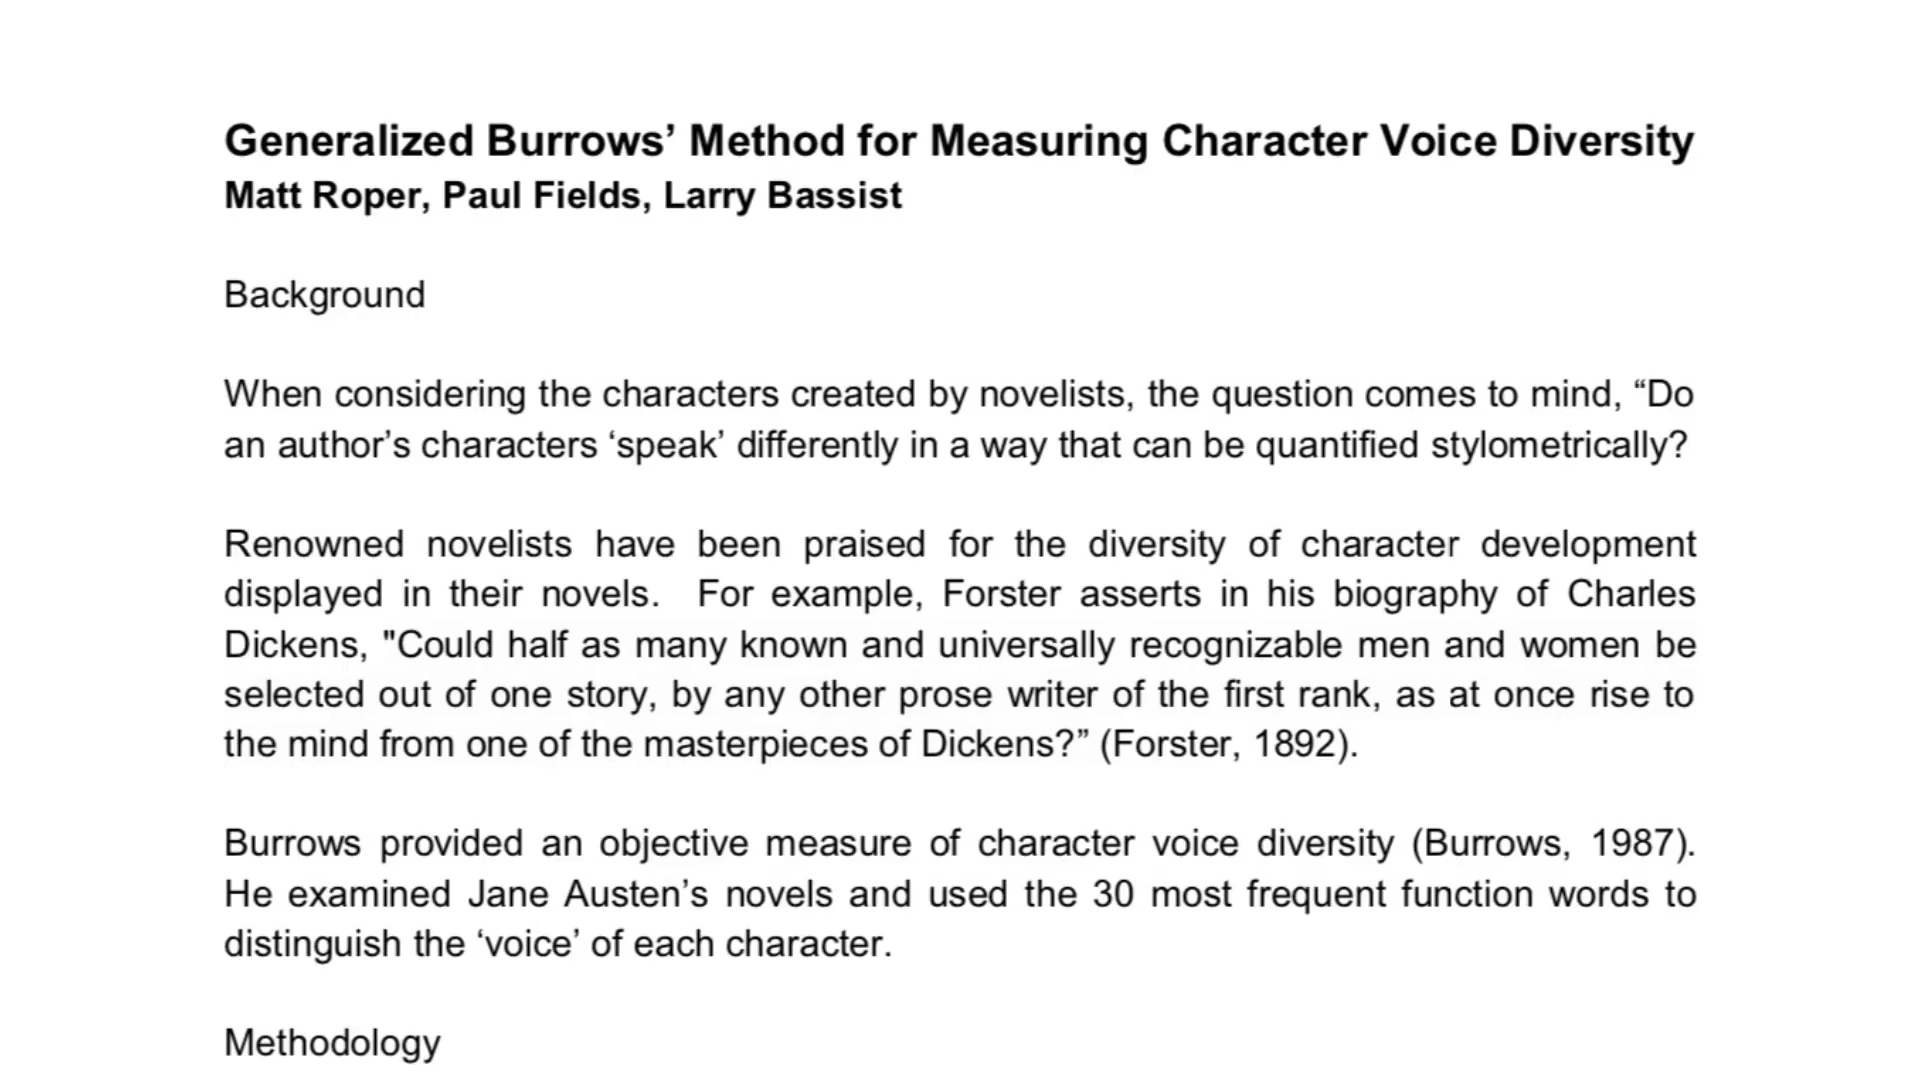 Generalized Burrows’ Method for Measuring Character Voice Diversity
Matt Roper, Paul Fields, Larry Bassist
Background
When considering the characters created by novelists, the question comes to mind, “Do
an author’s characters ‘speak’ differently in a way that can be quantified stylometrically?
Renowned novelists have been praised for the diversity of character development
displayed in their novels.  For example, Forster asserts in his biography of Charles
Dickens, "Could half as many known and universally recognizable men and women be
selected out of one story, by any other prose writer of the first rank, as at once rise to
the mind from one of the masterpieces of Dickens?” (Forster, 1892).
Burrows provided an objective measure of character voice diversity (Burrows, 1987).
He examined Jane Austen’s novels and used the 30 most frequent function words to
distinguish the ‘voice’ of each character.
Methodology